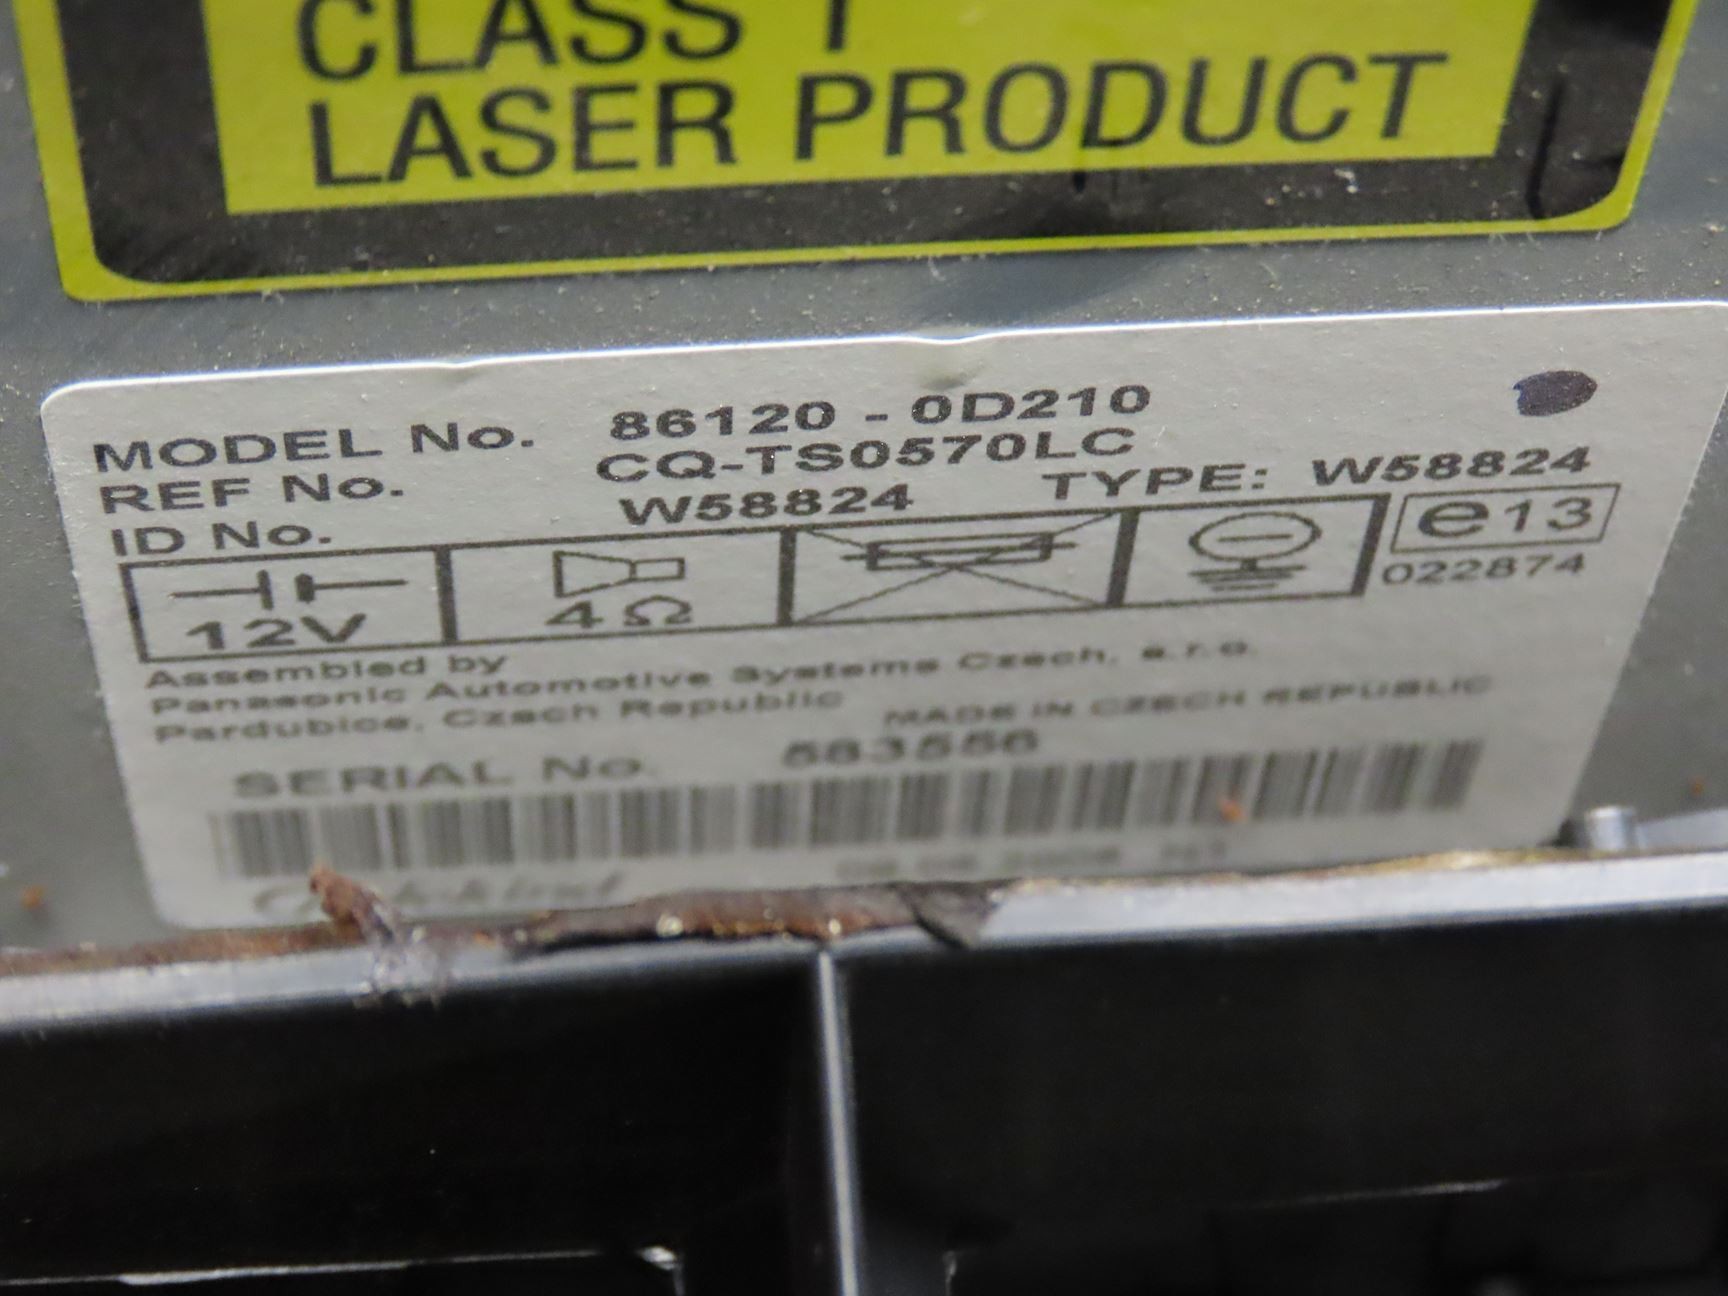 CLASS 1
LASER PRODUCT
MODEL No. 86120 - 0D210
REF No. CQ-TS0570LC
ID No. W58824 TYPE: W58824
12V 4Ω e13
022874
Assembled by
Panasonic Automotive Systems Czech, s.r.o.
Pardubice, Czech Republic MADE IN CZECH REPUBLIC
SERIAL No. 583556